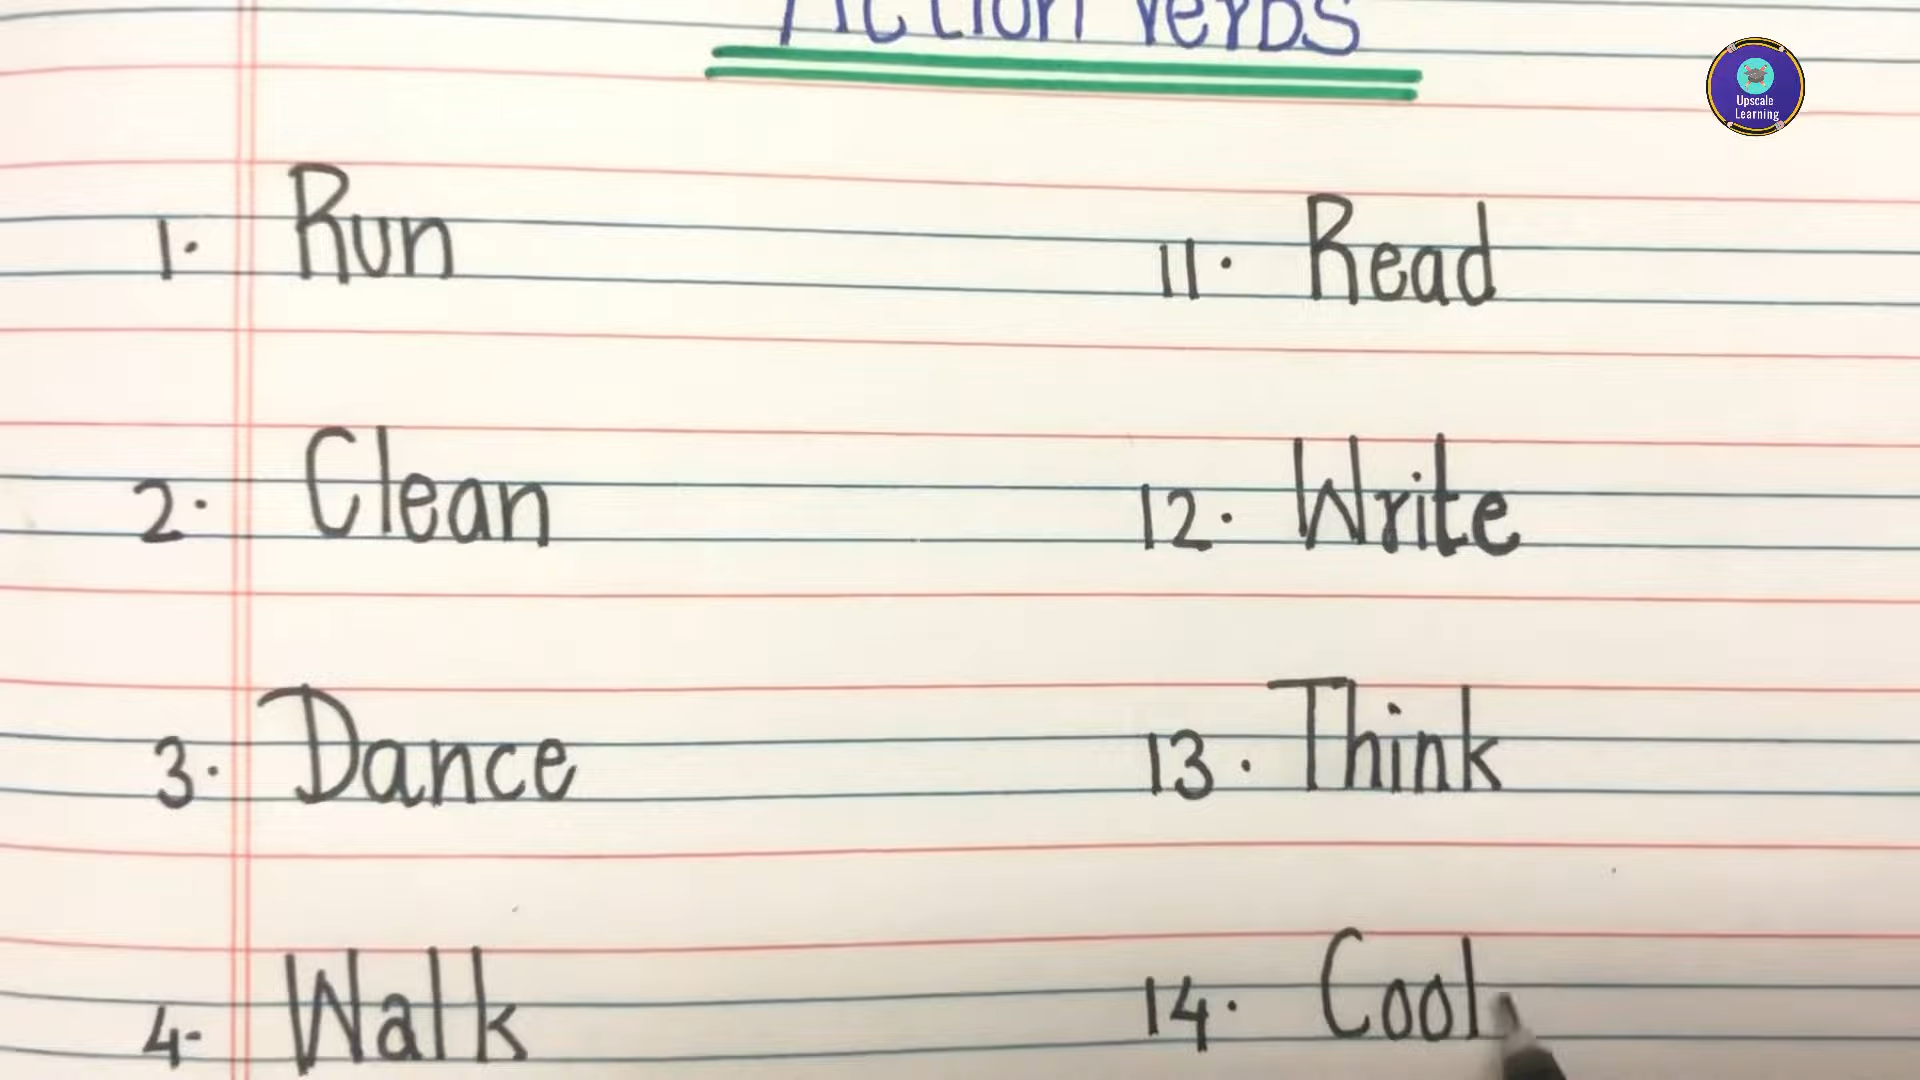 Action Verbs
Upscale
Learning
1. Run
11. Read
2. Clean
12. Write
3. Dance
13. Think
4. Walk
14. Cool